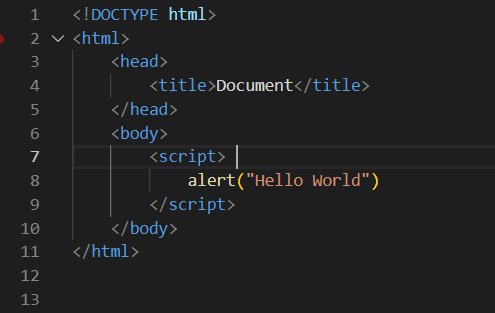 1 <!DOCTYPE html>
2 <html>
3     <head>
4         <title>Document</title>
5     </head>
6     <body>
7         <script>
8             alert("Hello World")
9         </script>
10     </body>
11 </html>
12
13